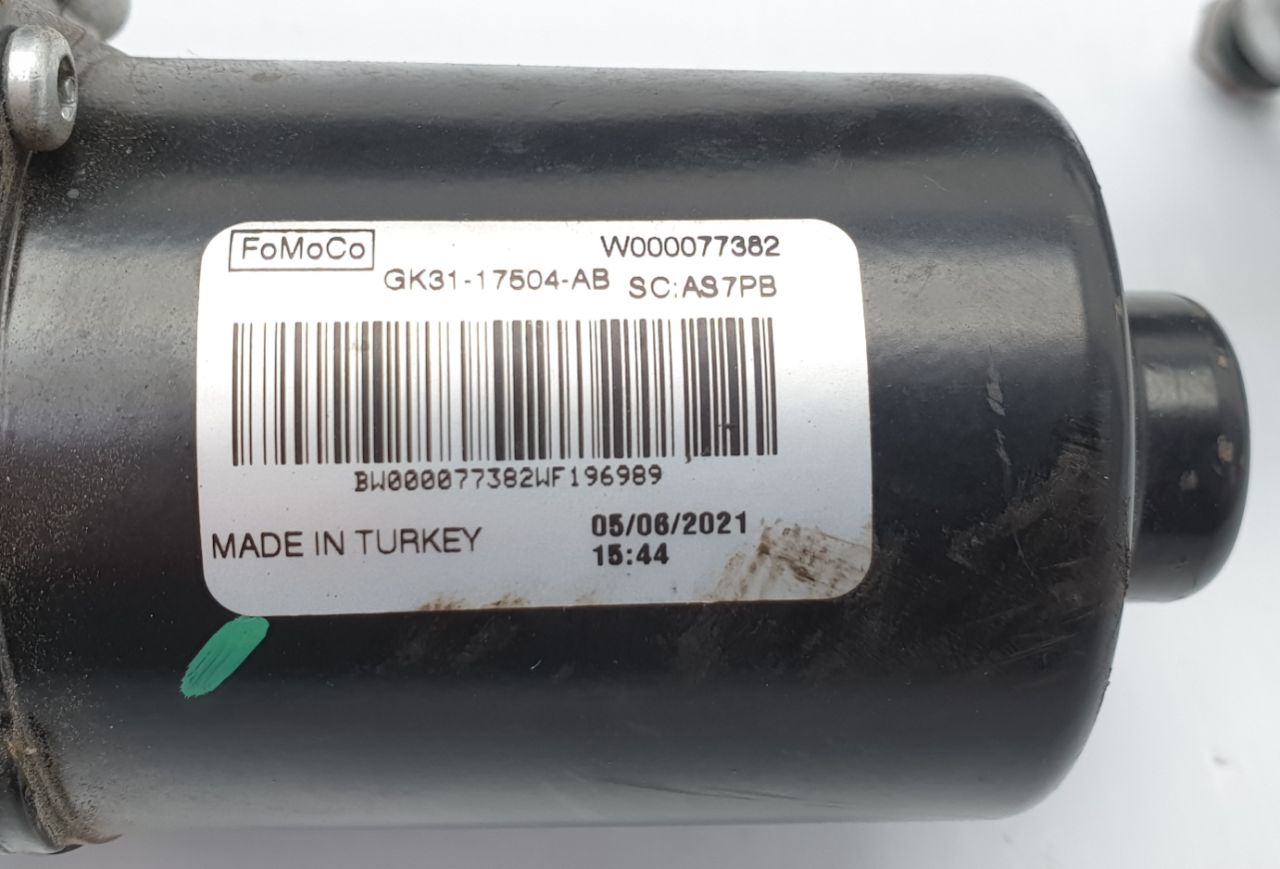 FoMoCo W000077382
GK31-17504-AB SC:AS7PB
BW000077382WF196989
MADE IN TURKEY 05/06/2021
15:44